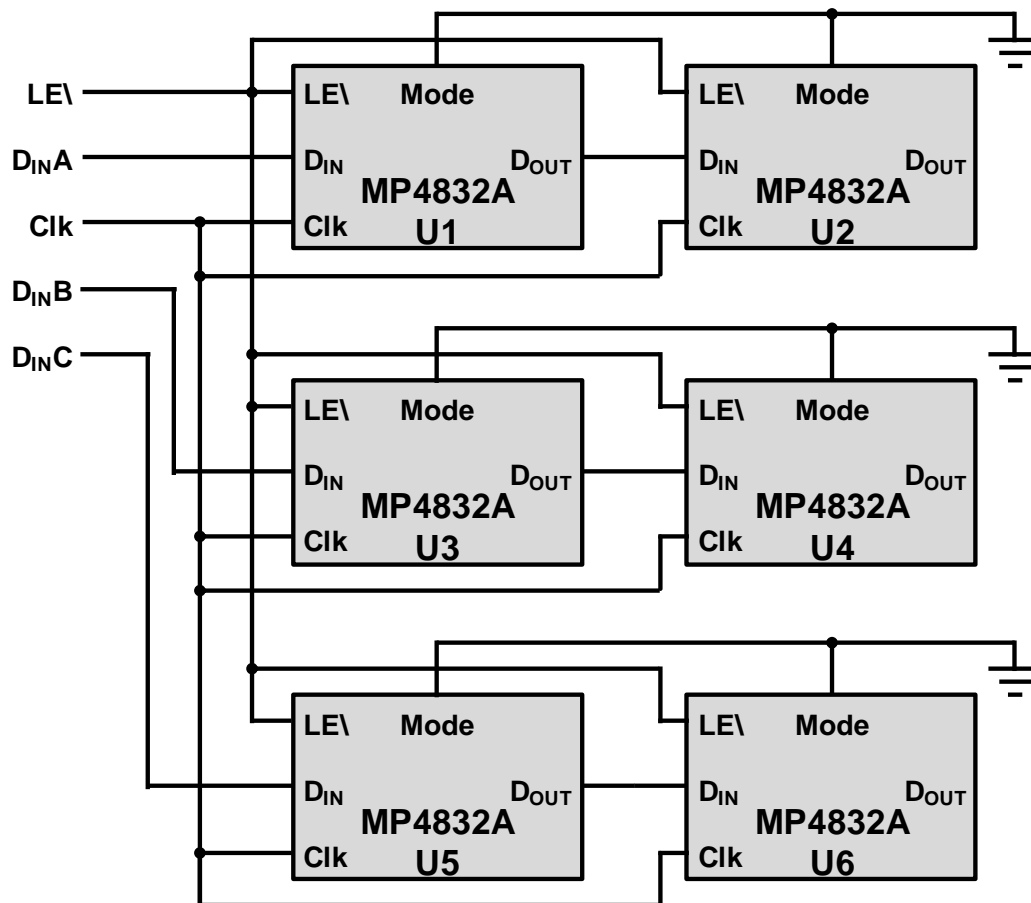 LE\
DINA
Clk
DINB
DINC
LE\ Mode
DIN DOUT
MP4832A
Clk U1
LE\ Mode
DIN DOUT
MP4832A
Clk U2
LE\ Mode
DIN DOUT
MP4832A
Clk U3
LE\ Mode
DIN DOUT
MP4832A
Clk U4
LE\ Mode
DIN DOUT
MP4832A
Clk U5
LE\ Mode
DIN DOUT
MP4832A
Clk U6